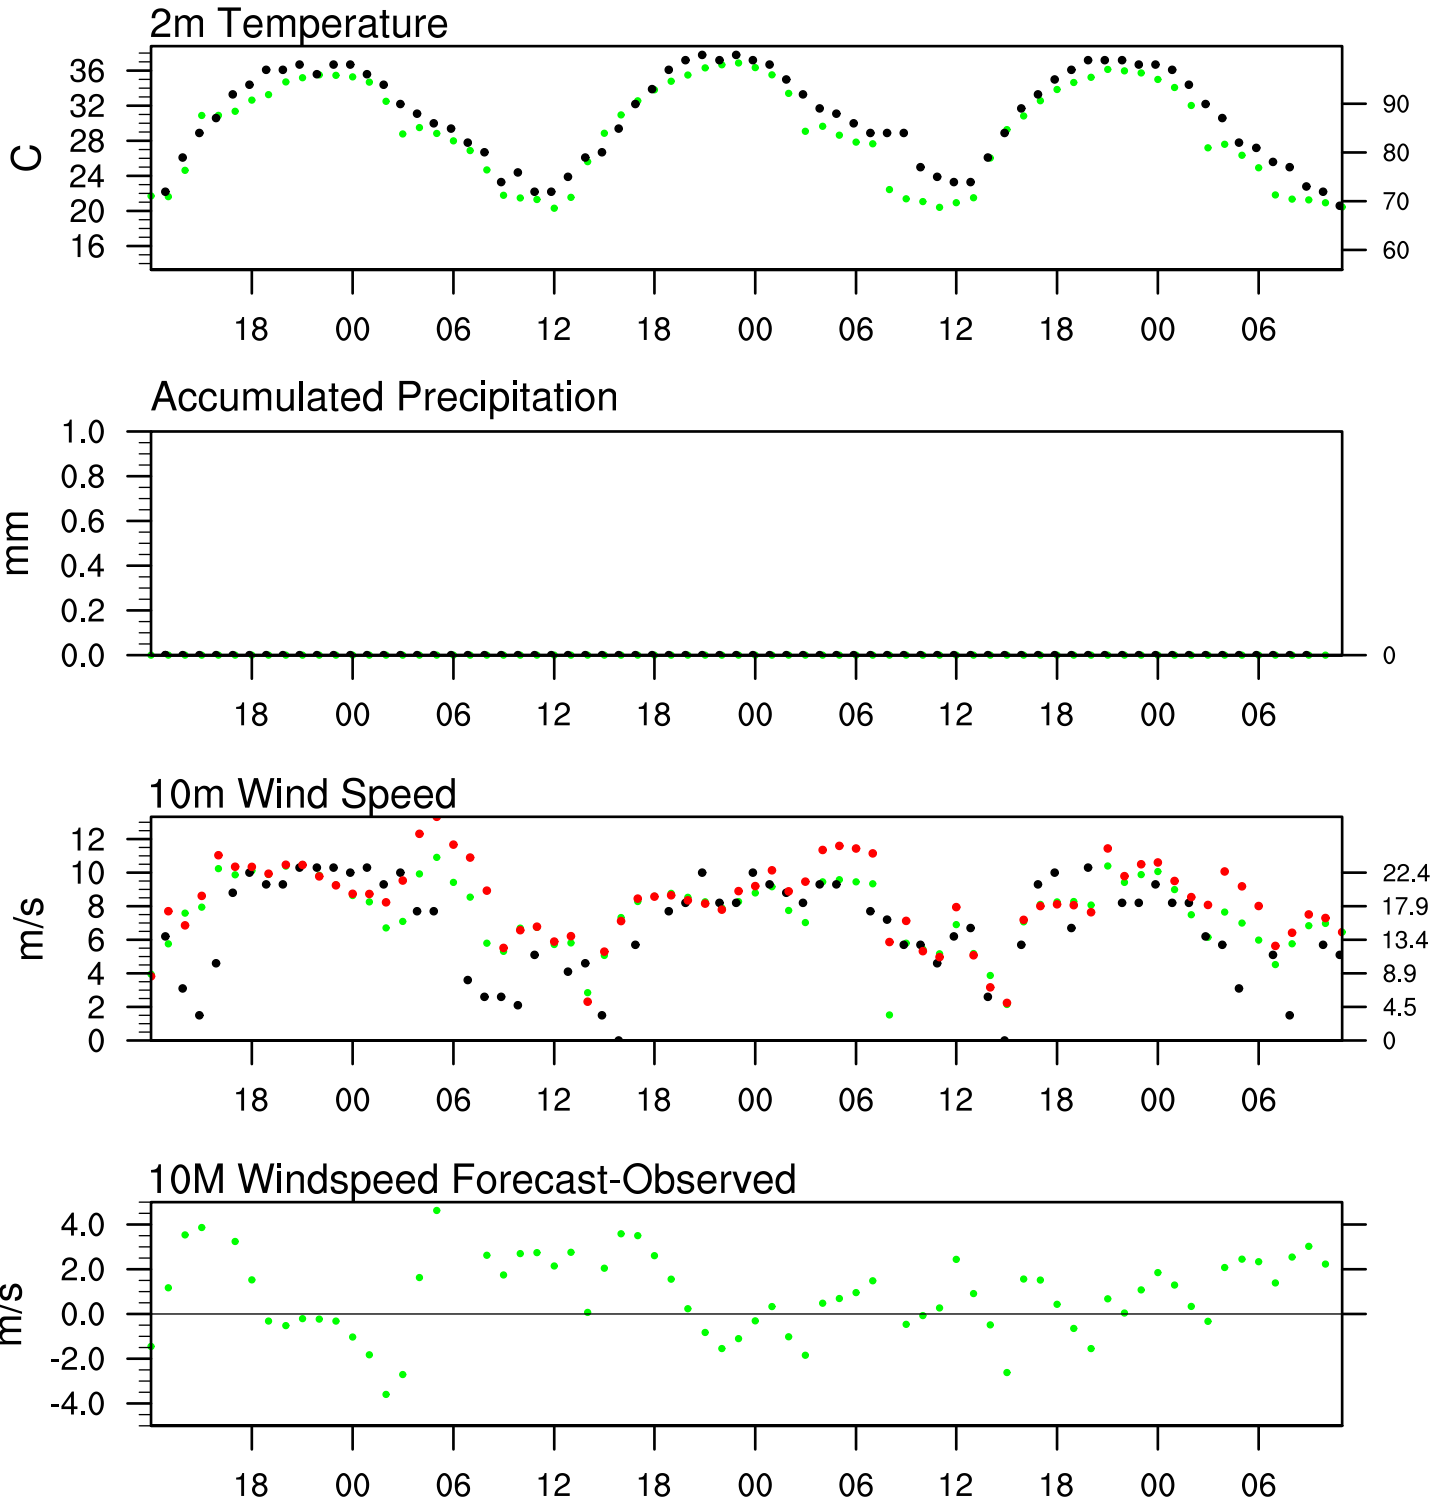 2m Temperature
36
32
28
24
20
16
C
90
80
70
60
18 00 06 12 18 00 06 12 18 00 06
Accumulated Precipitation
1.0
0.8
0.6
0.4
0.2
0.0
mm
0
18 00 06 12 18 00 06 12 18 00 06
10m Wind Speed
12
10
8
6
4
2
0
m/s
22.4
17.9
13.4
8.9
4.5
0
18 00 06 12 18 00 06 12 18 00 06
10M Windspeed Forecast-Observed
4.0
2.0
0.0
-2.0
-4.0
m/s
18 00 06 12 18 00 06 12 18 00 06